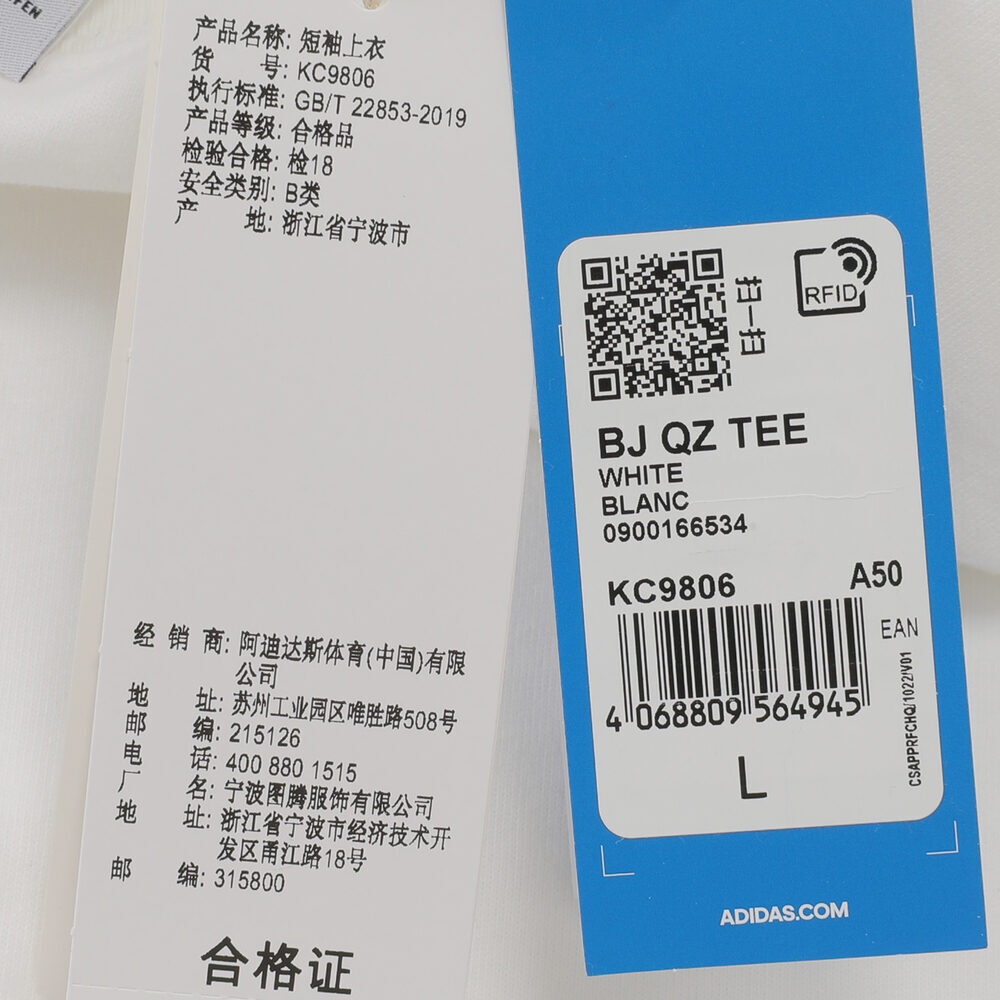 产品名称: 短袖上衣
货 号: KC9806
执行标准: GB/T 22853-2019
产品等级: 合格品
检验合格: 检18
安全类别: B类
产 地: 浙江省宁波市
经 销 商: 阿迪达斯体育(中国)有限
公司
地 址: 苏州工业园区唯胜路508号
邮 编: 215126
电 话: 400 880 1515
厂 名: 宁波图腾服饰有限公司
地 址: 浙江省宁波市经济技术开
发区甬江路18号
邮 编: 315800
合格证
扫一扫
RFID
BJ QZ TEE
WHITE
BLANC
0900166534
KC9806 A50
EAN
4 068809 564945
CSAPPRFCHQ/1022/V01
L
ADIDAS.COM